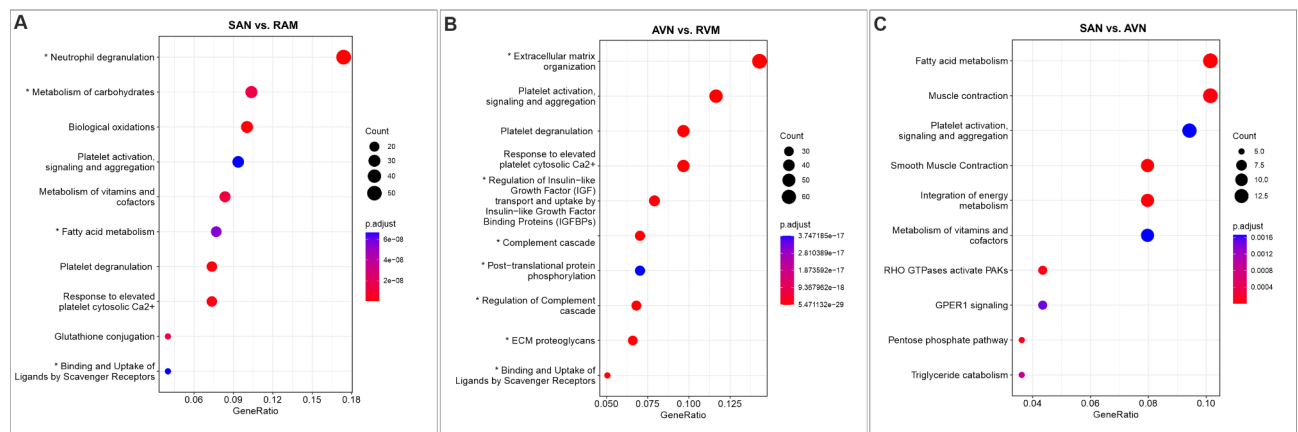 A
SAN vs. RAM
* Neutrophil degranulation
* Metabolism of carbohydrates
Biological oxidations
Platelet activation,
signaling and aggregation
Metabolism of vitamins and
cofactors
* Fatty acid metabolism
Platelet degranulation
Response to elevated
platelet cytosolic Ca2+
Glutathione conjugation
* Binding and Uptake of
Ligands by Scavenger Receptors
0.06 0.09 0.12 0.15 0.18
GeneRatio
Count
20
30
40
50
p.adjust
6e-08
4e-08
2e-08
B
AVN vs. RVM
* Extracellular matrix
organization
Platelet activation,
signaling and aggregation
Platelet degranulation
Response to elevated
platelet cytosolic Ca2+
* Regulation of Insulin-like
Growth Factor (IGF)
transport and uptake by
Insulin-like Growth Factor
Binding Proteins (IGFBPs)
* Complement cascade
* Post-translational protein
phosphorylation
* Regulation of Complement
cascade
* ECM proteoglycans
* Binding and Uptake of
Ligands by Scavenger Receptors
0.050 0.075 0.100 0.125
GeneRatio
Count
30
40
50
60
p.adjust
3.747185e-17
2.810389e-17
1.873592e-17
9.367962e-18
5.471132e-29
C
SAN vs. AVN
Fatty acid metabolism
Muscle contraction
Platelet activation,
signaling and aggregation
Smooth Muscle Contraction
Integration of energy
metabolism
Metabolism of vitamins and
cofactors
RHO GTPases activate PAKs
GPER1 signaling
Pentose phosphate pathway
Triglyceride catabolism
0.04 0.06 0.08 0.10
GeneRatio
Count
5.0
7.5
10.0
12.5
p.adjust
0.0016
0.0012
0.0008
0.0004